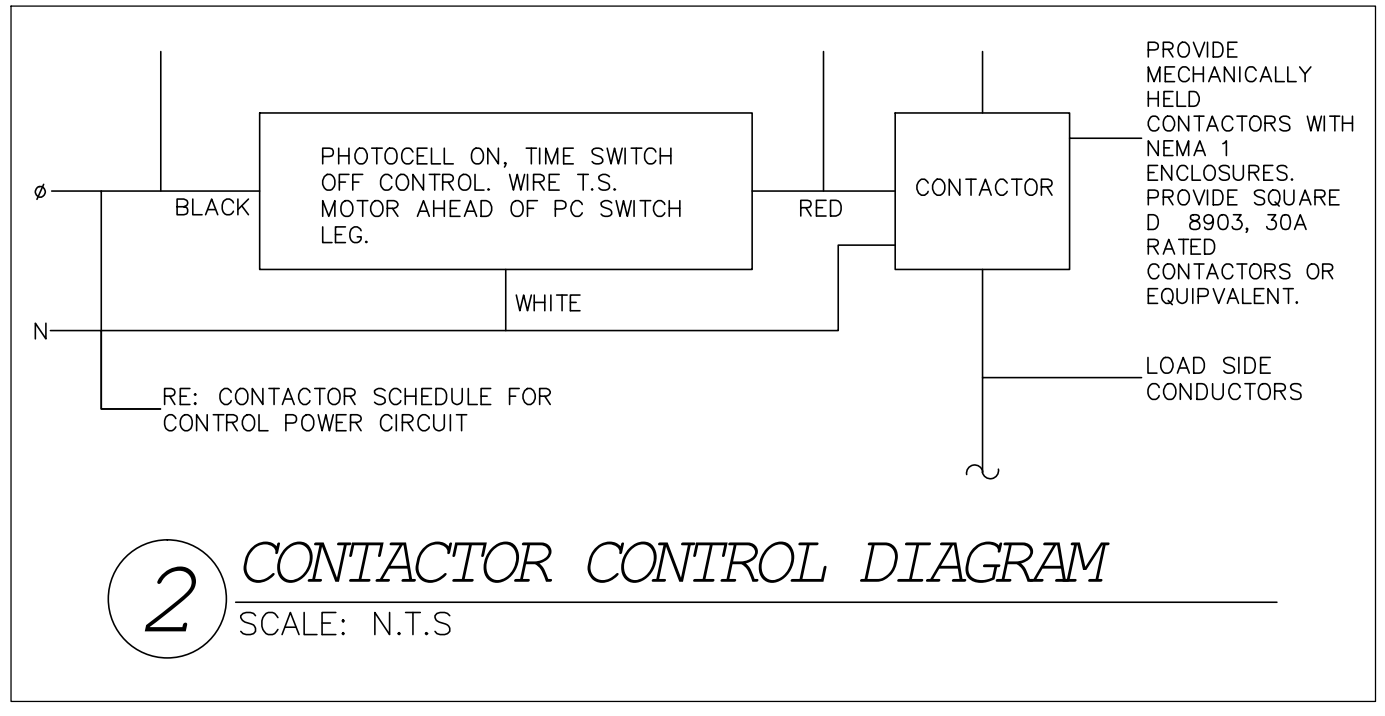 PROVIDE
MECHANICALLY
HELD
CONTACTORS WITH
NEMA 1
ENCLOSURES.
PROVIDE SQUARE
D 8903, 30A
RATED
CONTACTORS OR
EQUIPVALENT.
PHOTOCELL ON, TIME SWITCH
OFF CONTROL. WIRE T.S.
MOTOR AHEAD OF PC SWITCH
LEG.
CONTACTOR
Ø
BLACK
RED
WHITE
N
LOAD SIDE
CONDUCTORS
RE: CONTACTOR SCHEDULE FOR
CONTROL POWER CIRCUIT
2
CONTACTOR CONTROL DIAGRAM
SCALE: N.T.S